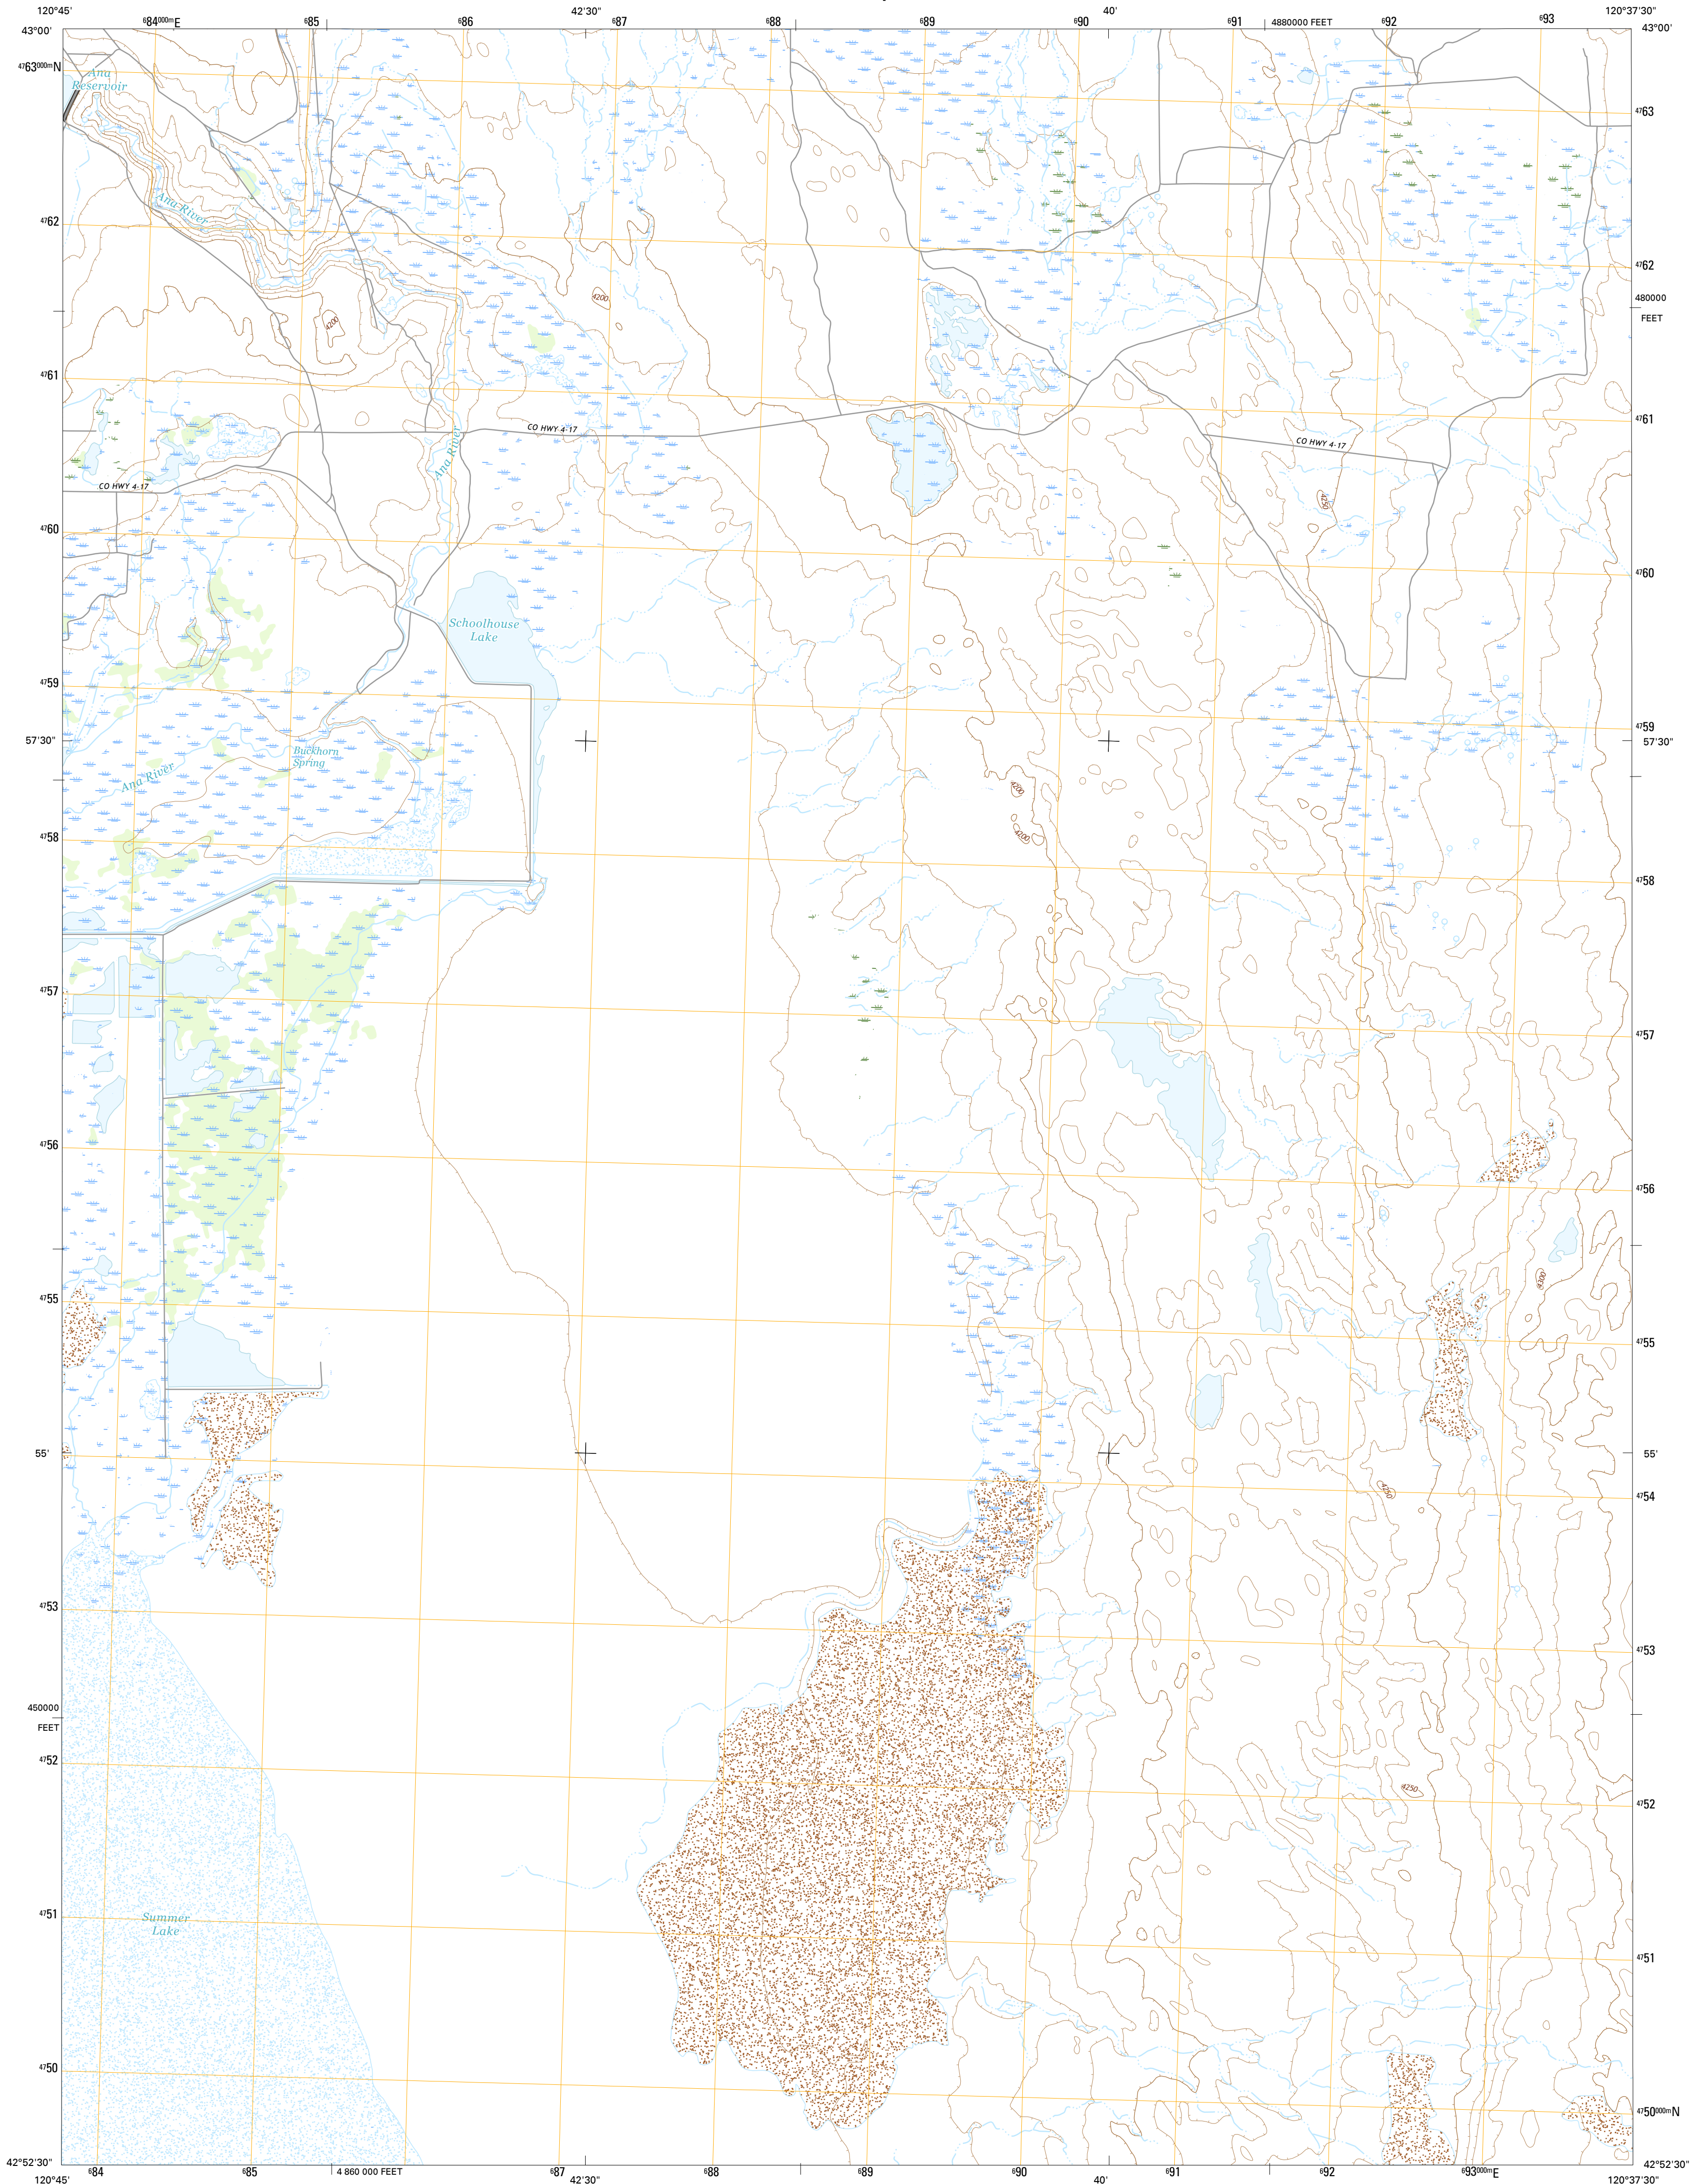 120°45' 684000mE 685 686 42'30" 687 688 689 690 40' 691 4880000 FEET 692 693 120°37'30"
43°00' 43°00'
4763000mN
Ana
Reservoir
4763
Ana River
4762
4762
4200
480000
FEET
4200
4761
4761
CO HWY 4-17
CO HWY 4-17
Ana River
CO HWY 4-17
4250
4760
4760
Schoolhouse
Lake
4759
4759
57'30" 57'30"
Buckhorn
Spring
Ana River
4200
4200
4758
4758
4757
4757
4756
4756
4300
4755
4755
55' 55'
4250
4754
4753
4753
450000
FEET
4752
4250
4752
Summer
Lake
4751
4751
4750
4750000mN
42°52'30" 42°52'30"
120°45' 684 685 4 860 000 FEET 687 42'30" 688 689 690 40' 691 692 693000mE 120°37'30"